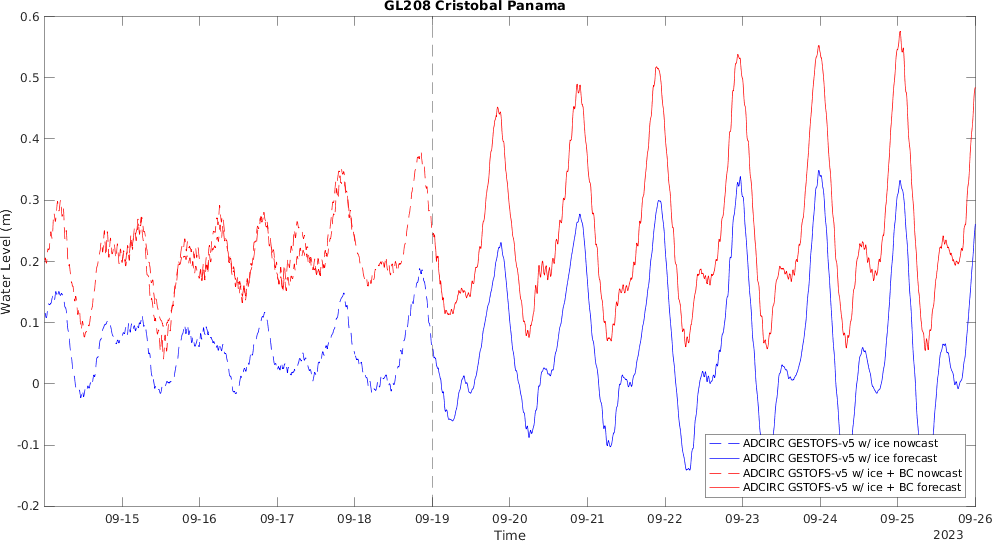 GL208 Cristobal Panama
0.6
0.5
0.4
0.3
0.2
0.1
0
-0.1
-0.2
Water Level (m)
ADCIRC GESTOFS-v5 w/ ice nowcast
ADCIRC GESTOFS-v5 w/ ice forecast
ADCIRC GSTOFS-v5 w/ ice + BC nowcast
ADCIRC GSTOFS-v5 w/ ice + BC forecast
09-15 09-16 09-17 09-18 09-19 09-20 09-21 09-22 09-23 09-24 09-25 09-26
Time
2023